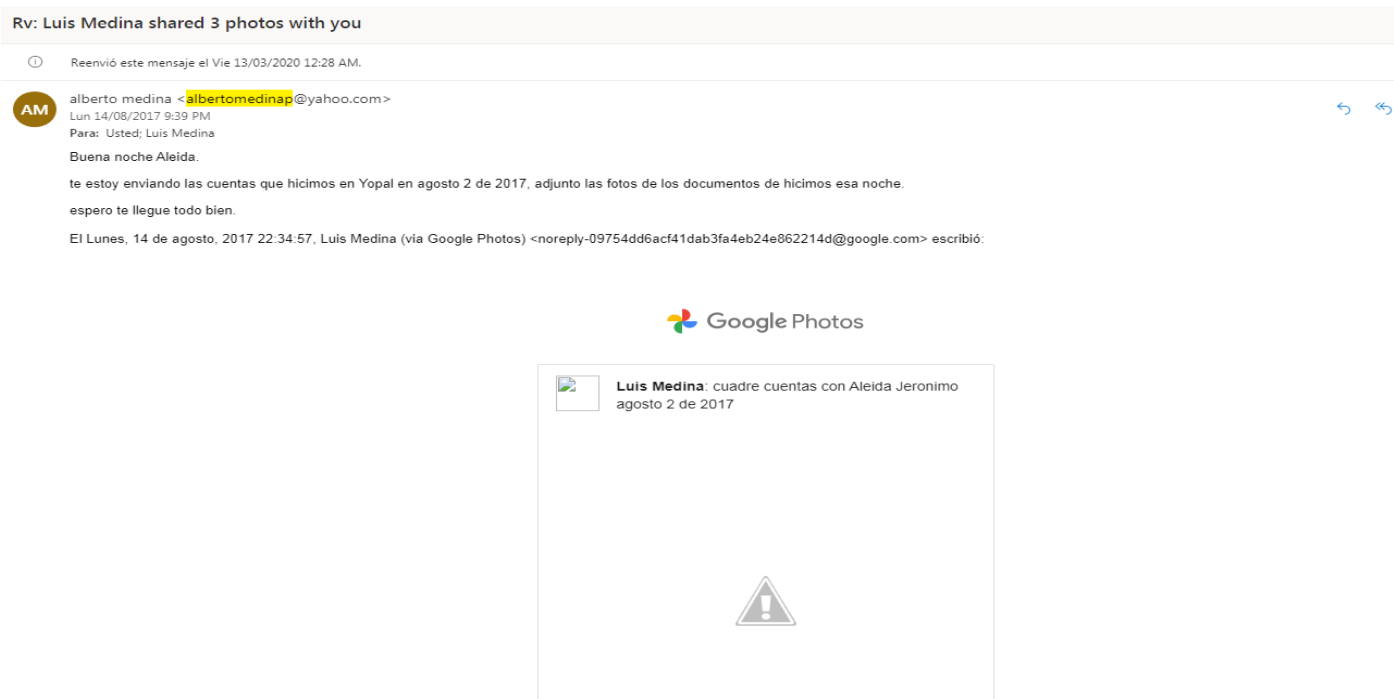 Rv: Luis Medina shared 3 photos with you
Reenvió este mensaje el Vie 13/03/2020 12:28 AM.
AM
alberto medina <albertomedinap@yahoo.com>
Lun 14/08/2017 9:39 PM
Para: Usted; Luis Medina
Buena noche Aleida.
te estoy enviando las cuentas que hicimos en Yopal en agosto 2 de 2017, adjunto las fotos de los documentos de hicimos esa noche.
espero te llegue todo bien.
El Lunes, 14 de agosto, 2017 22:34:57, Luis Medina (via Google Photos) <noreply-09754dd6acf41dab3fa4eb24e862214d@google.com> escribió:
Google Photos
Luis Medina: cuadre cuentas con Aleida Jeronimo
agosto 2 de 2017